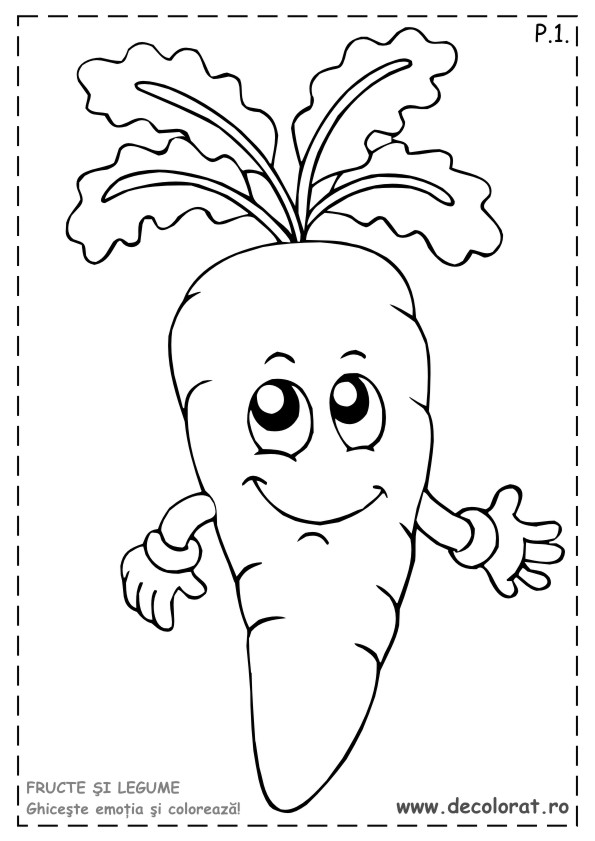 P.1.
FRUCTE ŞI LEGUME
Ghiceşte emoţia şi colorează!
www.decolorat.ro